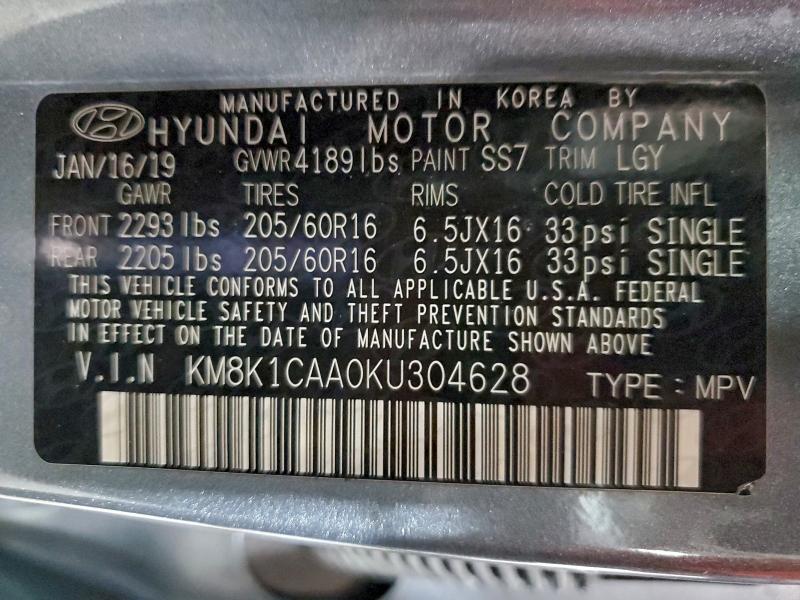 MANUFACTURED IN KOREA BY
HYUNDAI MOTOR COMPANY
JAN/16/19 GVWR4189lbs PAINT SS7 TRIM LGY
GAWR TIRES RIMS COLD TIRE INFL
FRONT 2293lbs 205/60R16 6.5JX16 33psi SINGLE
REAR 2205lbs 205/60R16 6.5JX16 33psi SINGLE
THIS VEHICLE CONFORMS TO ALL APPLICABLE U.S.A. FEDERAL
MOTOR VEHICLE SAFETY AND THEFT PREVENTION STANDARDS
IN EFFECT ON THE DATE OF MANUFACTURE SHOWN ABOVE
V.I.N KM8K1CAA0KU304628 TYPE: MPV